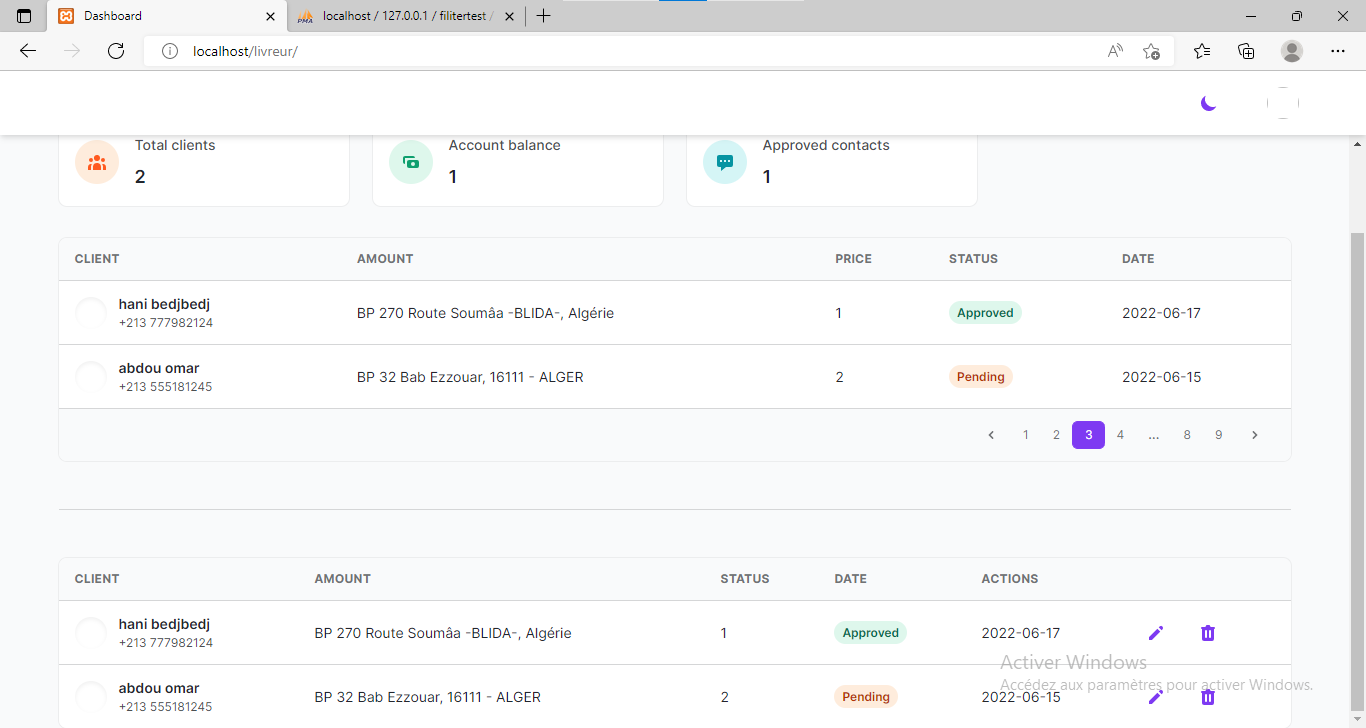 Dashboard
localhost / 127.0.0.1 / filitertest /
localhost/livreur/
Total clients
2
Account balance
1
Approved contacts
1
CLIENT AMOUNT PRICE STATUS DATE
hani bedjbedj
+213 777982124
BP 270 Route Soumâa -BLIDA-, Algérie 1 Approved 2022-06-17
abdou omar
+213 555181245
BP 32 Bab Ezzouar, 16111 - ALGER 2 Pending 2022-06-15
1 2 3 4 ... 8 9
CLIENT AMOUNT STATUS DATE ACTIONS
hani bedjbedj
+213 777982124
BP 270 Route Soumâa -BLIDA-, Algérie 1 Approved 2022-06-17
abdou omar
+213 555181245
BP 32 Bab Ezzouar, 16111 - ALGER 2 Pending 2022-06-15
Activer Windows
Accédez aux paramètres pour activer Windows.